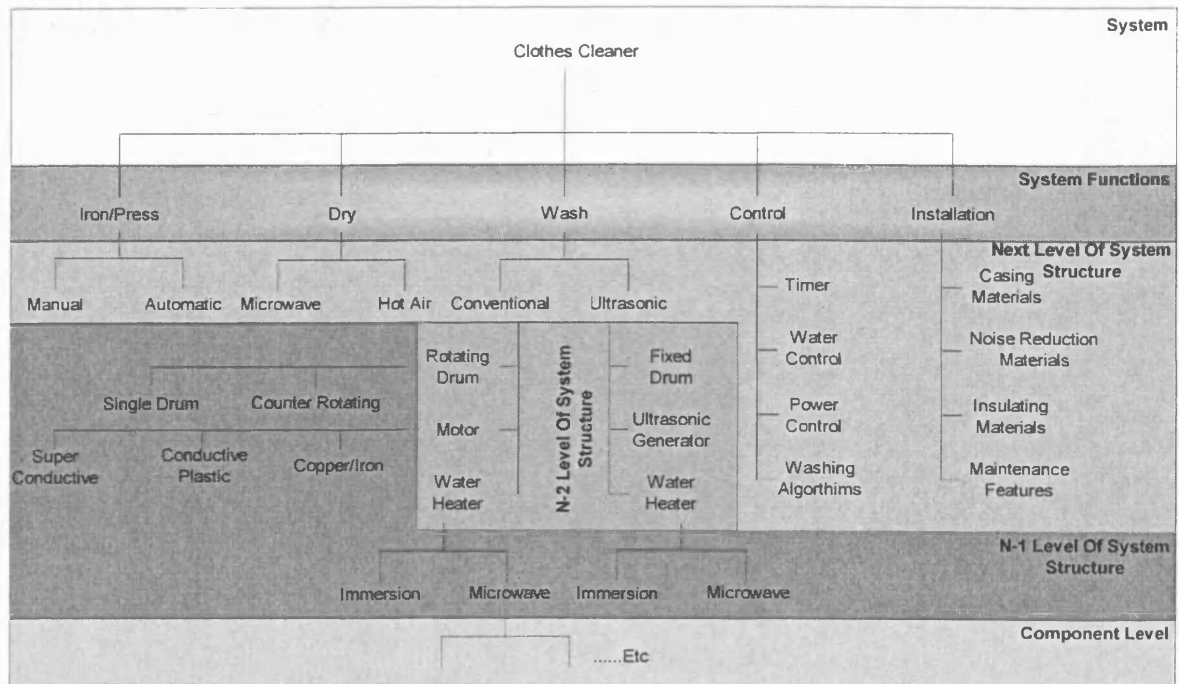 System
Clothes Cleaner
System Functions
Iron/Press
Dry
Wash
Control
Installation
Next Level Of System
Structure
Manual
Automatic
Microwave
Hot Air
Conventional
Ultrasonic
Timer
Casing
Materials
Rotating
Drum
Fixed
Drum
Water
Control
Noise Reduction
Materials
Single Drum
Counter Rotating
N-2 Level Of System
Structure
Motor
Ultrasonic
Generator
Power
Control
Insulating
Materials
Super
Conductive
Conductive
Plastic
Copper/Iron
Water
Heater
Water
Heater
Washing
Algorthims
Maintenance
Features
N-1 Level Of System
Structure
Immersion
Microwave
Immersion
Microwave
Component Level
......Etc